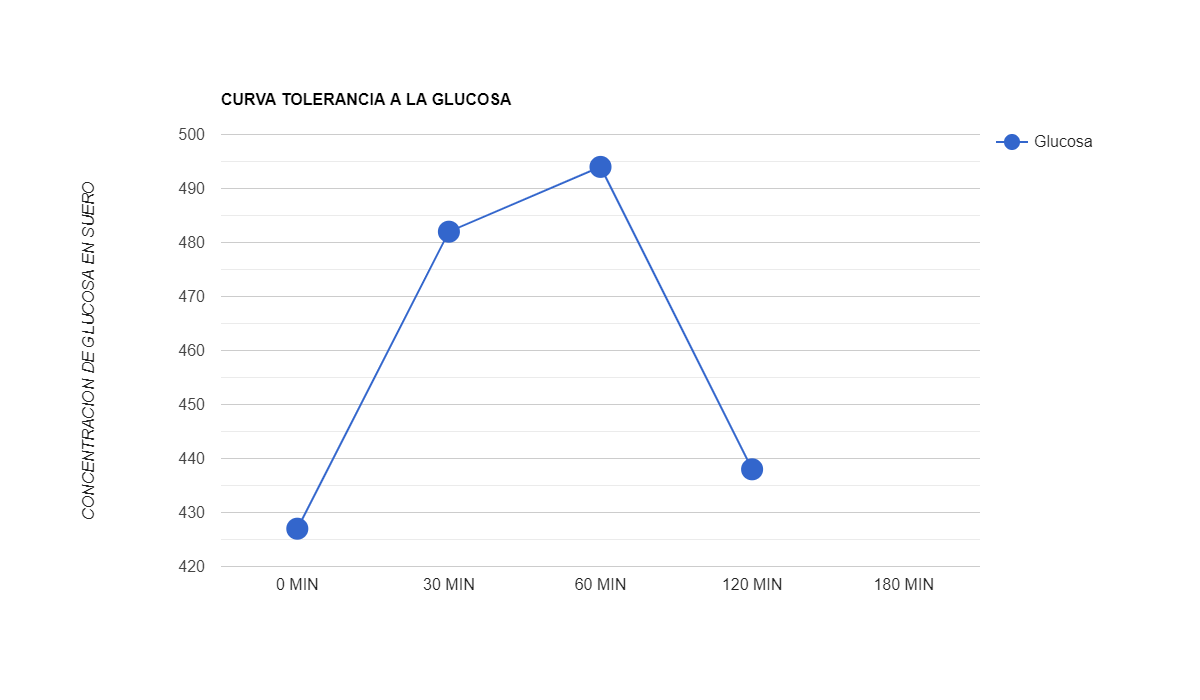 CURVA TOLERANCIA A LA GLUCOSA
Glucosa
CONCENTRACION DE GLUCOSA EN SUERO
500
490
480
470
460
450
440
430
420
0 MIN
30 MIN
60 MIN
120 MIN
180 MIN